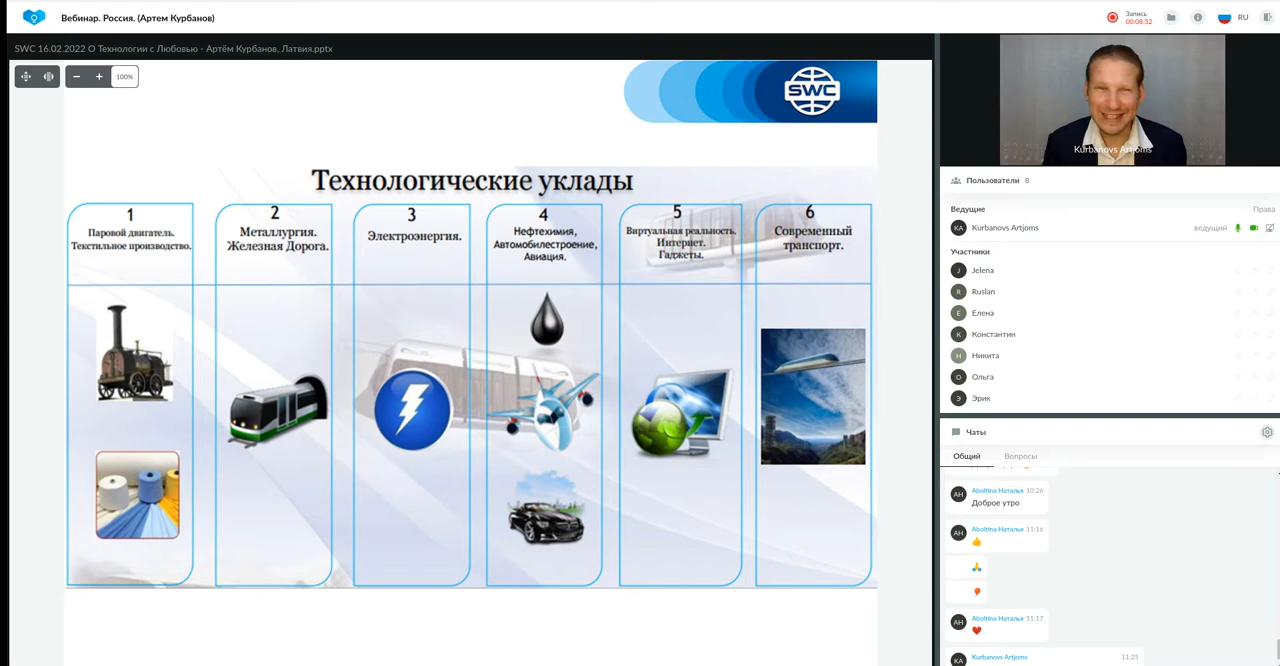 Вебинар. Россия. (Артем Курбанов)
Запись
00:08:52
RU
SWC 16.02.2022 О Технологии с Любовью - Артём Курбанов, Латвия.pptx
100%
SWC
Технологические уклады
1
Паровой двигатель.
Текстильное производство.
2
Металлургия.
Железная Дорога.
3
Электроэнергия.
4
Нефтехимия,
Автомобилестроение,
Авиация.
5
Виртуальная реальность.
Интернет.
Гаджеты.
6
Современный
транспорт.
Kurbanovs Artjoms
Пользователи 8
Ведущие Права
KA Kurbanovs Artjoms ведущий
Участники
J Jelena
R Ruslan
Е Елена
К Константин
Н Никита
О Ольга
Э Эрик
Чаты
Общий Вопросы
АН Aboltina Наталья 10:26
Доброе утро
АН Aboltina Наталья 11:16
АН Aboltina Наталья 11:17
KA Kurbanovs Artjoms 11:25